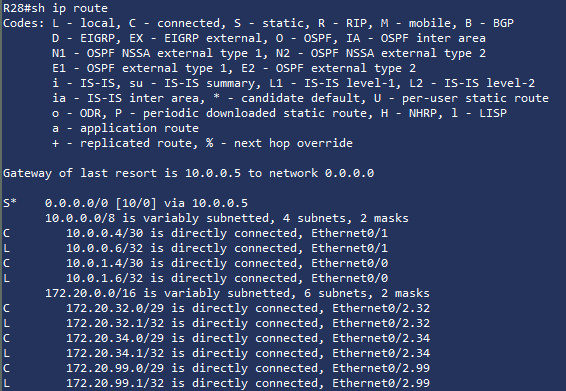 R28#sh ip route
Codes: L - local, C - connected, S - static, R - RIP, M - mobile, B - BGP
       D - EIGRP, EX - EIGRP external, O - OSPF, IA - OSPF inter area
       N1 - OSPF NSSA external type 1, N2 - OSPF NSSA external type 2
       E1 - OSPF external type 1, E2 - OSPF external type 2
       i - IS-IS, su - IS-IS summary, L1 - IS-IS level-1, L2 - IS-IS level-2
       ia - IS-IS inter area, * - candidate default, U - per-user static route
       o - ODR, P - periodic downloaded static route, H - NHRP, l - LISP
       a - application route
       + - replicated route, % - next hop override

Gateway of last resort is 10.0.0.5 to network 0.0.0.0

S*    0.0.0.0/0 [10/0] via 10.0.0.5
      10.0.0.0/8 is variably subnetted, 4 subnets, 2 masks
C        10.0.0.4/30 is directly connected, Ethernet0/1
L        10.0.0.6/32 is directly connected, Ethernet0/1
C        10.0.1.4/30 is directly connected, Ethernet0/0
L        10.0.1.6/32 is directly connected, Ethernet0/0
      172.20.0.0/16 is variably subnetted, 6 subnets, 2 masks
C        172.20.32.0/29 is directly connected, Ethernet0/2.32
L        172.20.32.1/32 is directly connected, Ethernet0/2.32
C        172.20.34.0/29 is directly connected, Ethernet0/2.34
L        172.20.34.1/32 is directly connected, Ethernet0/2.34
C        172.20.99.0/29 is directly connected, Ethernet0/2.99
L        172.20.99.1/32 is directly connected, Ethernet0/2.99